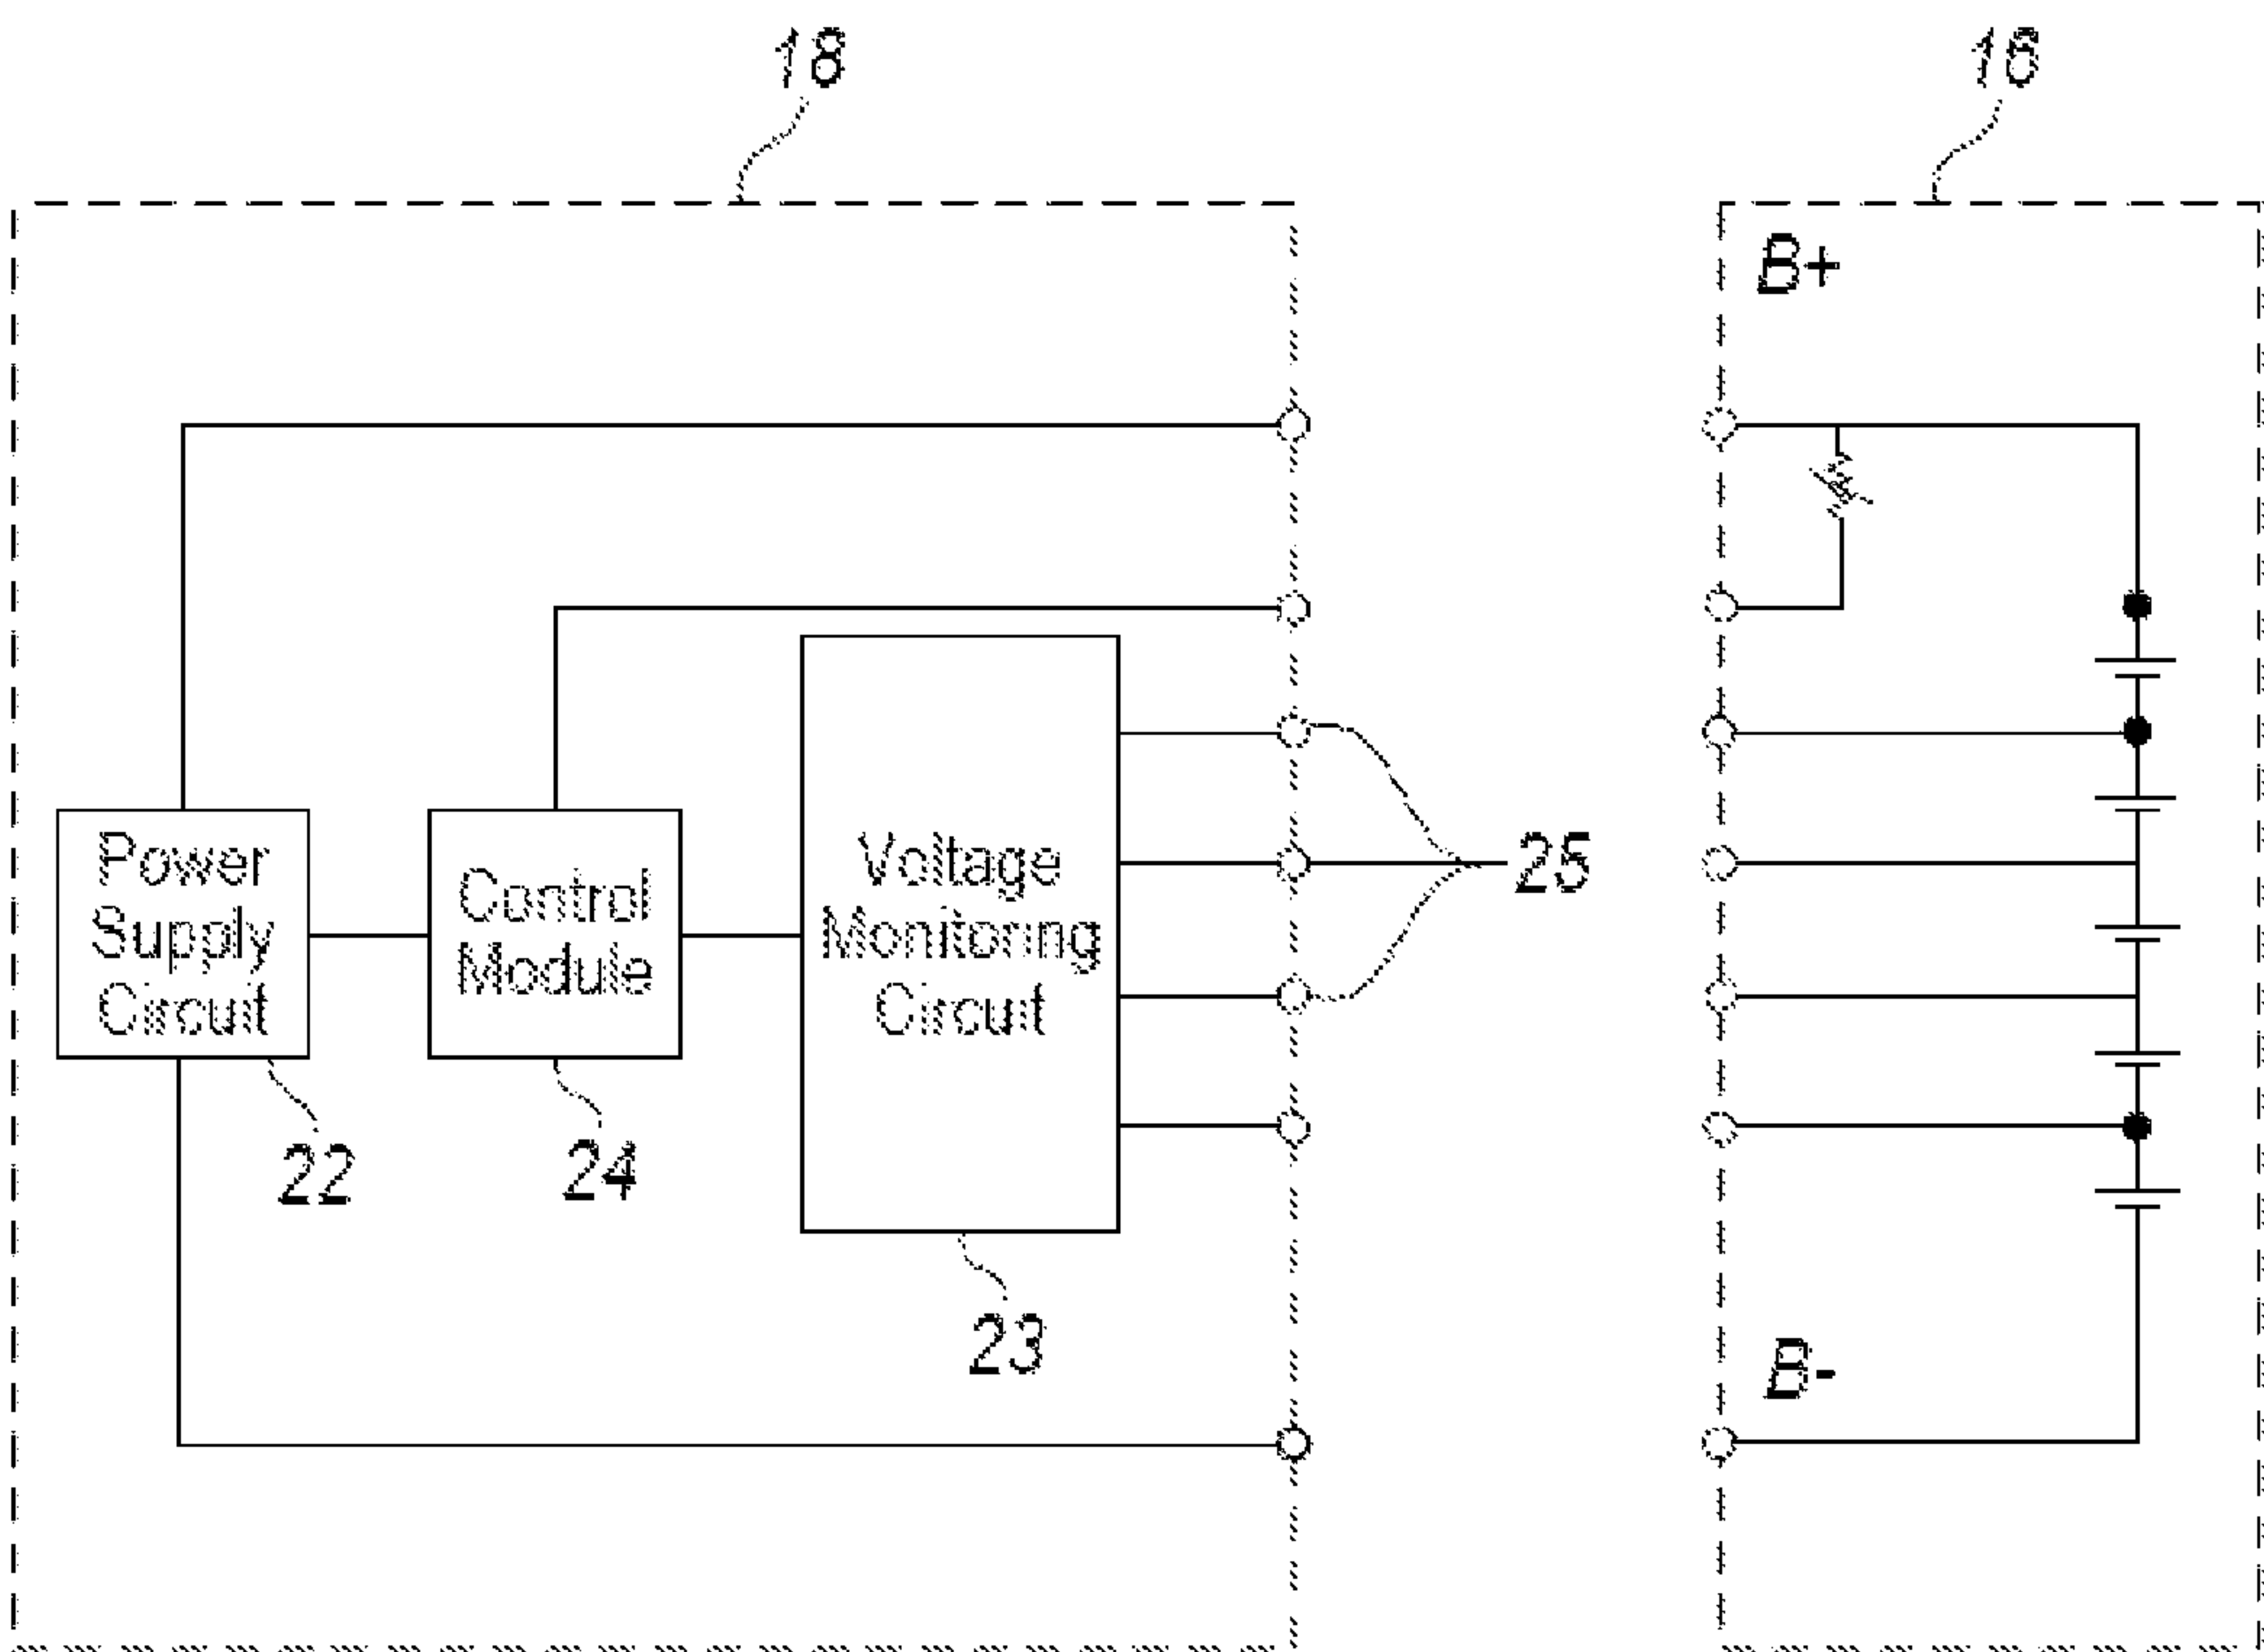 18
16
B+
Power
Supply
Circuit
Control
Module
Voltage
Monitoring
Circuit
25
22
24
23
B-